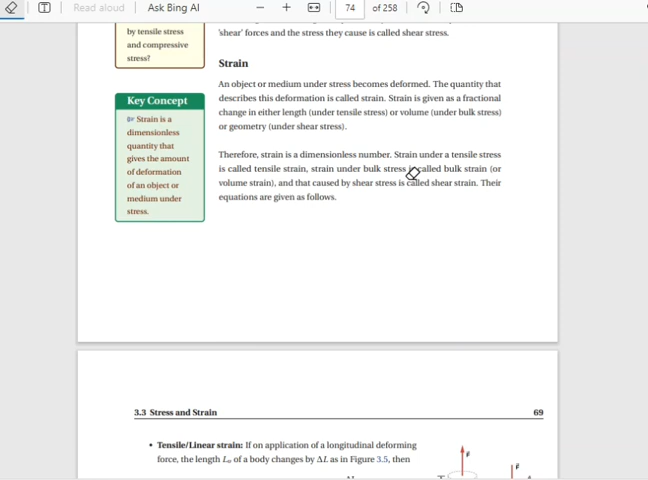 Read aloud
Ask Bing AI
74
of 258
by tensile stress
and compressive
stress?
'shear' forces and the stress they cause is called shear stress.
Strain
An object or medium under stress becomes deformed. The quantity that
describes this deformation is called strain. Strain is given as a fractional
change in either length (under tensile stress) or volume (under bulk stress)
or geometry (under shear stress).
Key Concept
Strain is a
dimensionless
quantity that
gives the amount
of deformation
of an object or
medium under
stress.
Therefore, strain is a dimensionless number. Strain under a tensile stress
is called tensile strain, strain under bulk stress is called bulk strain (or
volume strain), and that caused by shear stress is called shear strain. Their
equations are given as follows.
3.3 Stress and Strain
69
• Tensile/Linear strain: If on application of a longitudinal deforming
force, the length Lₒ of a body changes by ΔL as in Figure 3.5, then
F
F